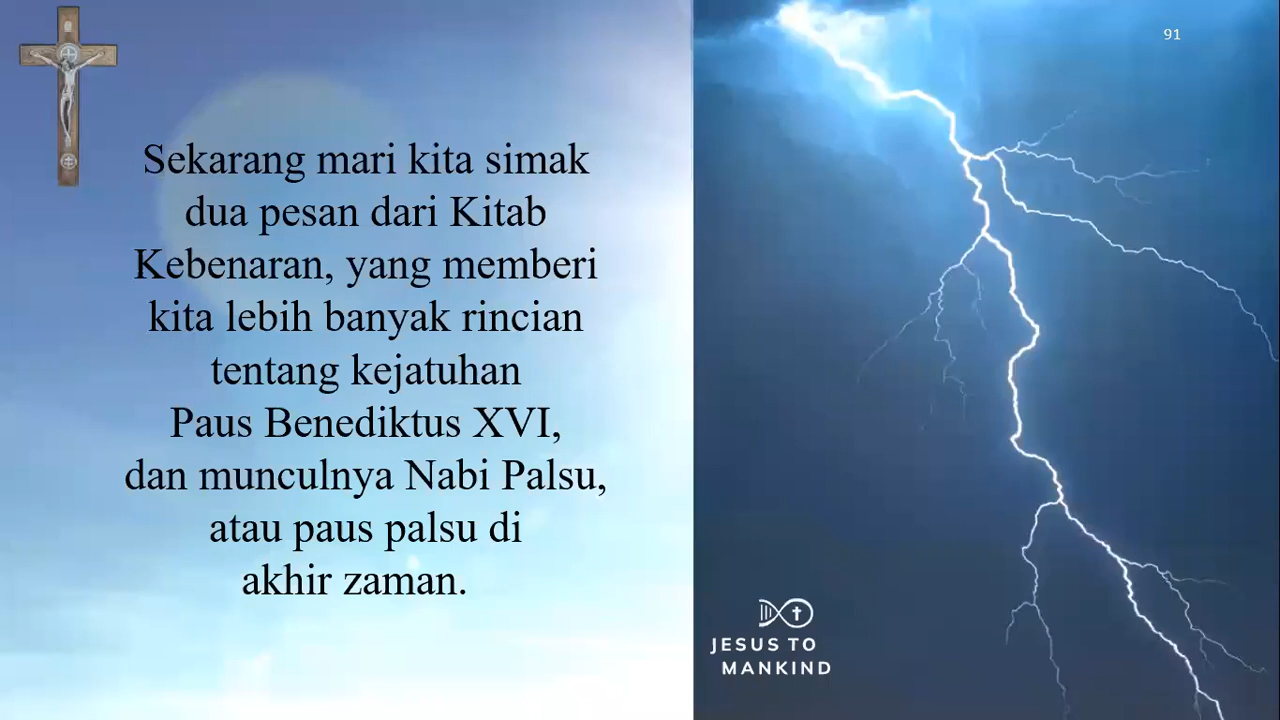 Sekarang mari kita simak
dua pesan dari Kitab
Kebenaran, yang memberi
kita lebih banyak rincian
tentang kejatuhan
Paus Benediktus XVI,
dan munculnya Nabi Palsu,
atau paus palsu di
akhir zaman.
91
JESUS TO
MANKIND